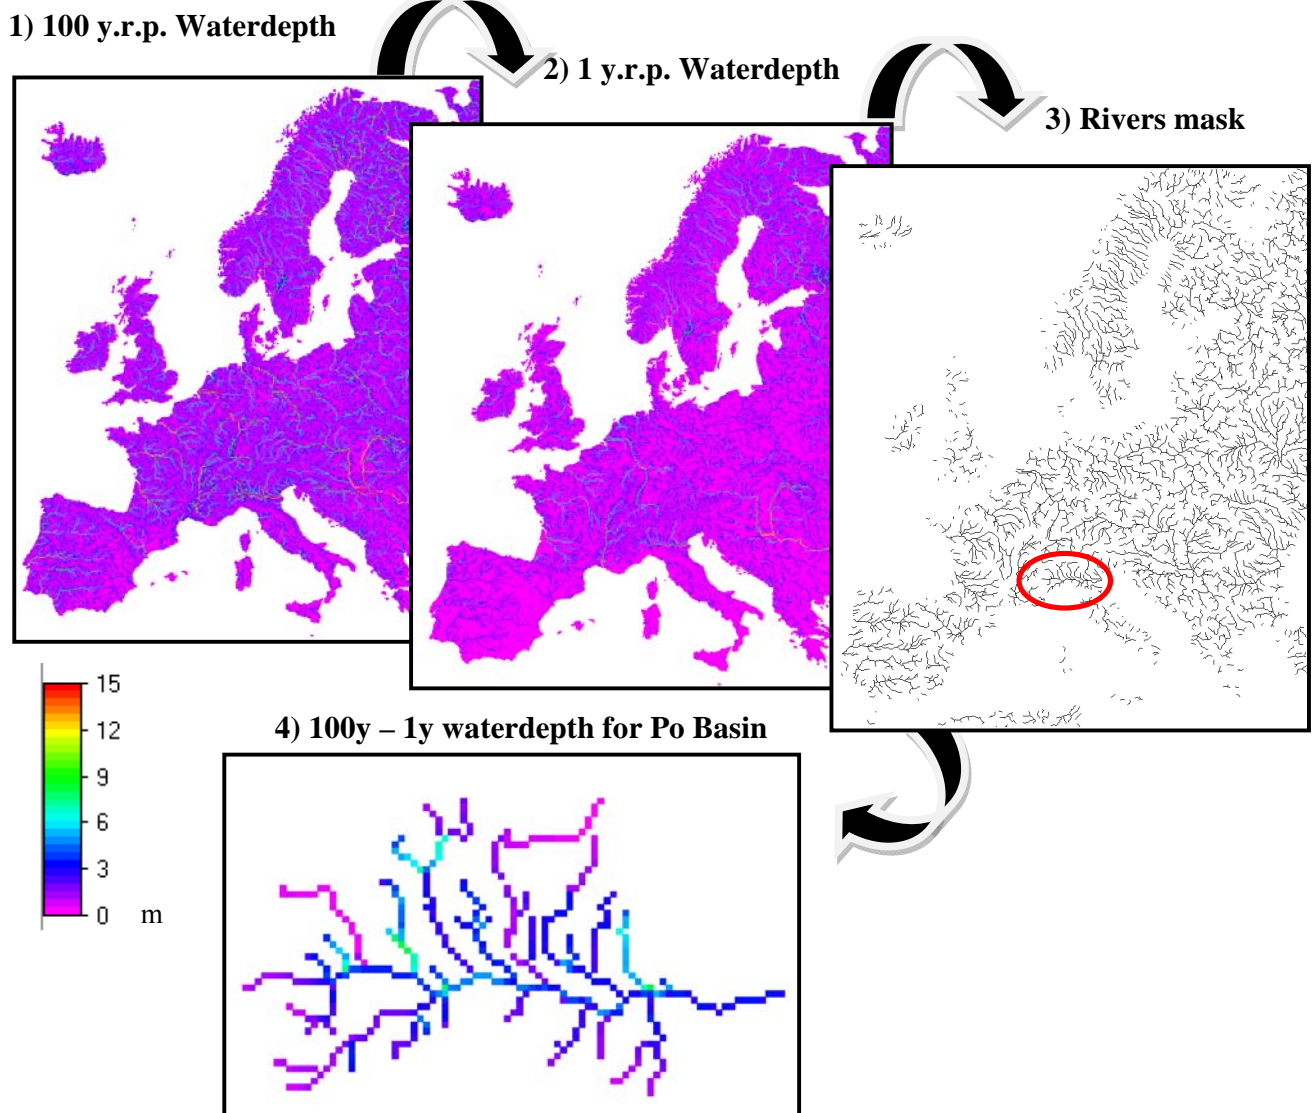 1) 100 y.r.p. Waterdepth
2) 1 y.r.p. Waterdepth
3) Rivers mask
15
12
9
6
3
0 m
4) 100y – 1y waterdepth for Po Basin